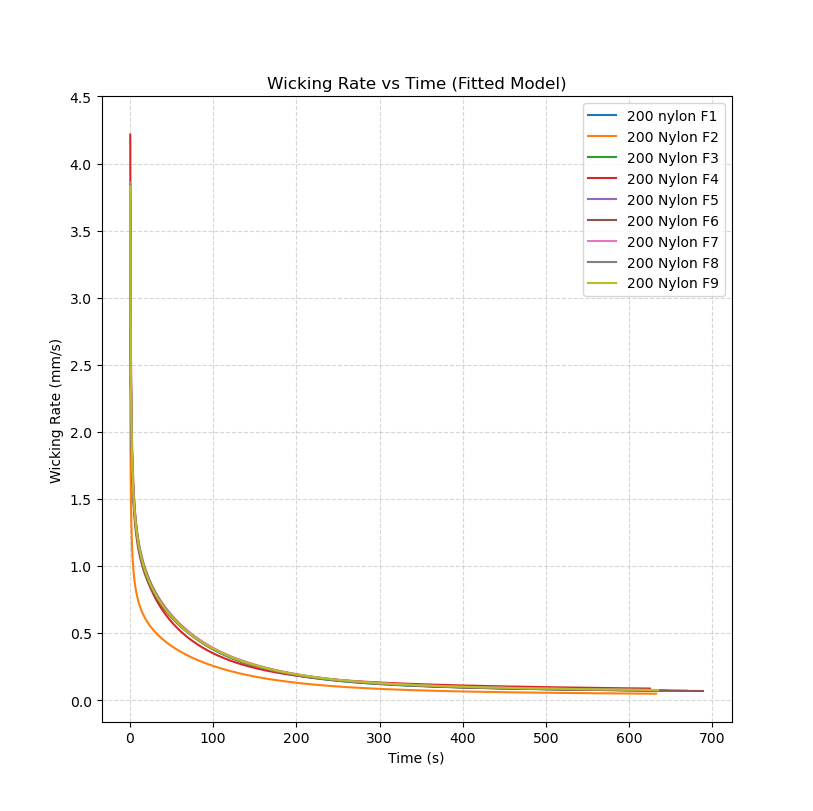 Wicking Rate vs Time (Fitted Model)
4.5
4.0
3.5
3.0
2.5
2.0
1.5
1.0
0.5
0.0
Wicking Rate (mm/s)
200 nylon F1
200 Nylon F2
200 Nylon F3
200 Nylon F4
200 Nylon F5
200 Nylon F6
200 Nylon F7
200 Nylon F8
200 Nylon F9
0 100 200 300 400 500 600 700
Time (s)